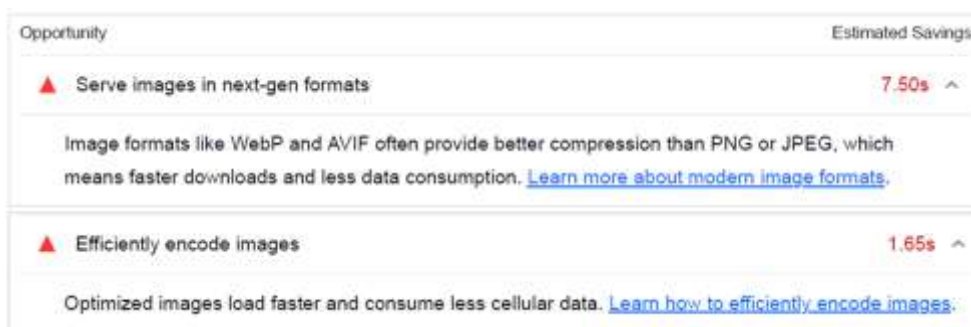 Opportunity Estimated Savings
Serve images in next-gen formats 7.50s
Image formats like WebP and AVIF often provide better compression than PNG or JPEG, which
means faster downloads and less data consumption. Learn more about modern image formats.
Efficiently encode images 1.65s
Optimized images load faster and consume less cellular data. Learn how to efficiently encode images.